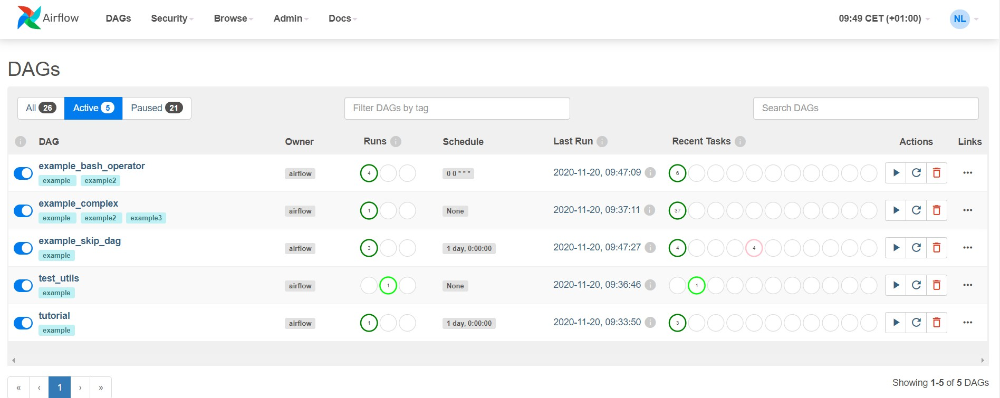 Airflow DAGs Security Browse Admin Docs 09:49 CET (+01:00) NL
DAGs
All 26 Active 5 Paused 21 Filter DAGs by tag Search DAGs
i DAG Owner Runs i Schedule Last Run i Recent Tasks i Actions Links
example_bash_operator
airflow 4 0 0 * * * 2020-11-20, 09:47:09 i 6
example example2
example_complex
airflow 1 None 2020-11-20, 09:37:11 i 37
example example2 example3
example_skip_dag
airflow 3 1 day, 0:00:00 2020-11-20, 09:47:27 i 4 4
example
test_utils
airflow 1 None 2020-11-20, 09:36:46 i 1
example
tutorial
airflow 1 1 day, 0:00:00 2020-11-20, 09:33:50 i 3
example
« ‹ 1 › » Showing 1-5 of 5 DAGs